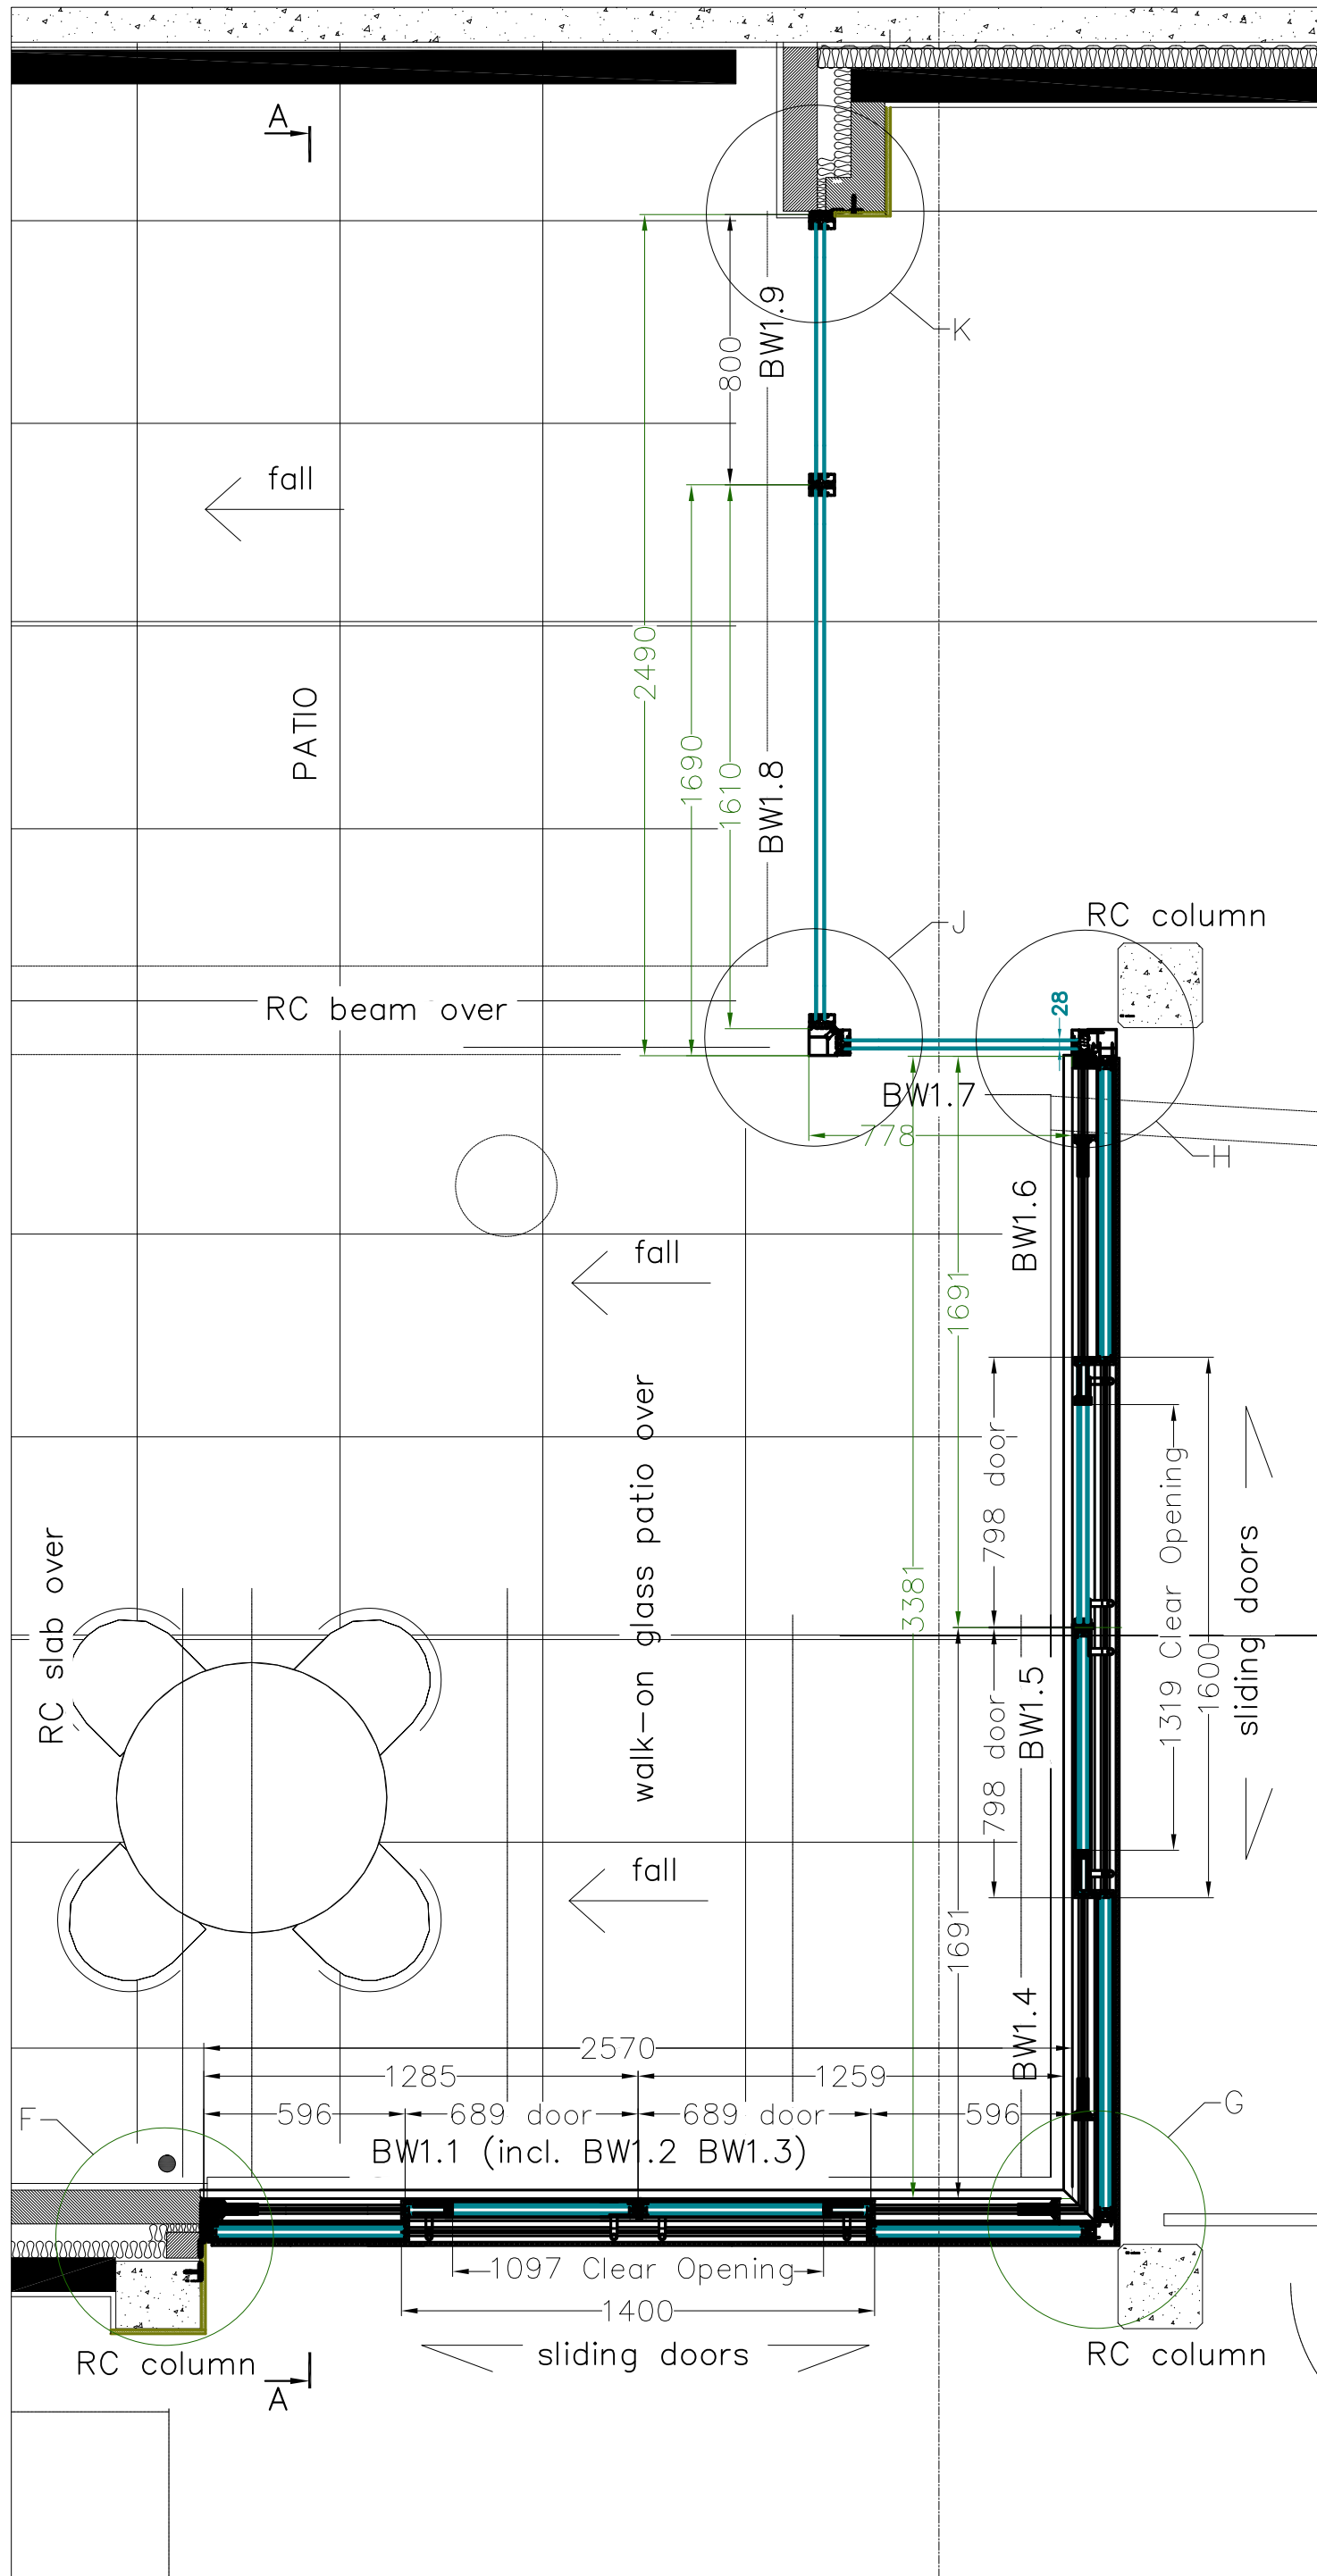 A
K
BW1.9
800
fall
2490
PATIO
1690
1610
BW1.8
RC column
J
28
RC beam over
BW1.7
778
H
BW1.6
fall
1691
walk-on glass patio over
798 door
1319 Clear Opening
sliding doors
RC slab over
3381
1600
BW1.5
798 door
fall
1691
BW1.4
2570
1285
1259
596
689 door
689 door
596
F
G
BW1.1 (incl. BW1.2 BW1.3)
1097 Clear Opening
1400
sliding doors
RC column
RC column
A